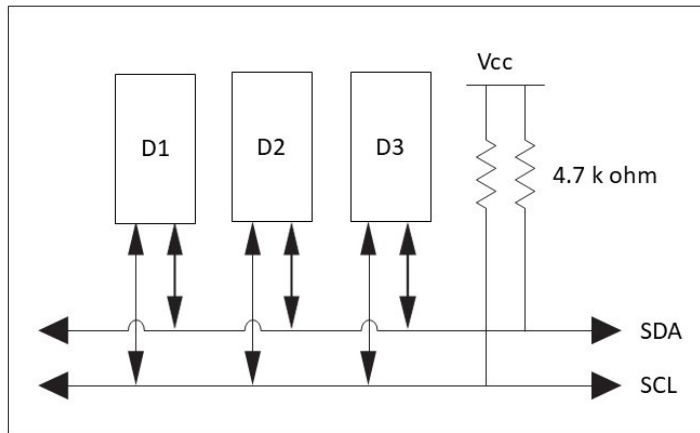 Vcc
D1
D2
D3
4.7 k ohm
SDA
SCL